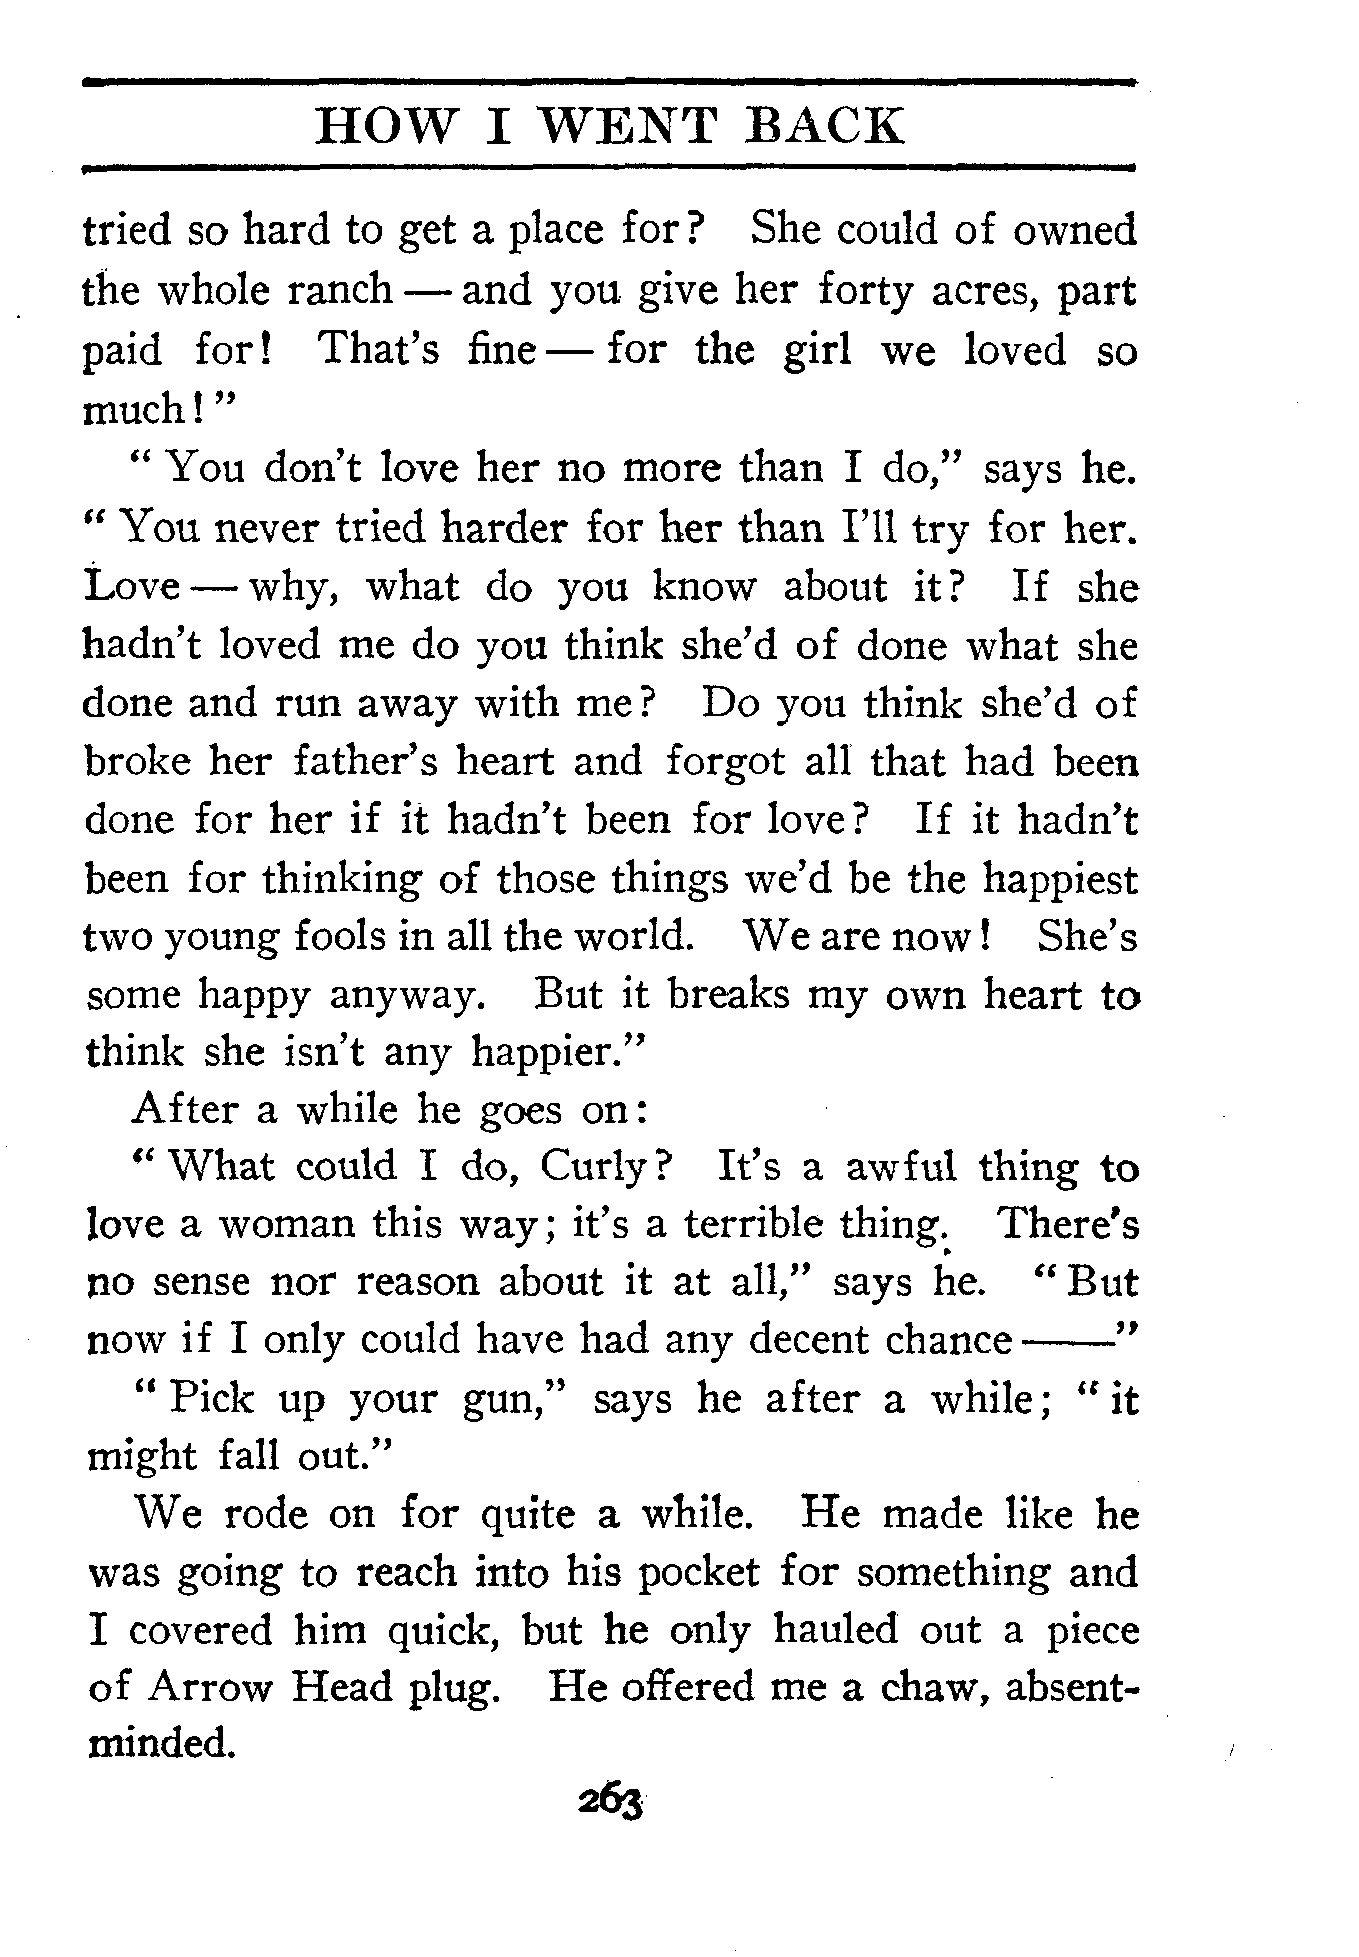 HOW I WENT BACK
tried so hard to get a place for? She could of owned
the whole ranch — and you give her forty acres, part
paid for! That's fine — for the girl we loved so
much!"
"You don't love her no more than I do," says he.
"You never tried harder for her than I'll try for her.
Love — why, what do you know about it? If she
hadn't loved me do you think she'd of done what she
done and run away with me? Do you think she'd of
broke her father's heart and forgot all that had been
done for her if it hadn't been for love? If it hadn't
been for thinking of those things we'd be the happiest
two young fools in all the world. We are now! She's
some happy anyway. But it breaks my own heart to
think she isn't any happier."
After a while he goes on:
"What could I do, Curly? It's a awful thing to
love a woman this way; it's a terrible thing. There's
no sense nor reason about it at all," says he. "But
now if I only could have had any decent chance ——"
"Pick up your gun," says he after a while; "it
might fall out."
We rode on for quite a while. He made like he
was going to reach into his pocket for something and
I covered him quick, but he only hauled out a piece
of Arrow Head plug. He offered me a chaw, absent-
minded.
263